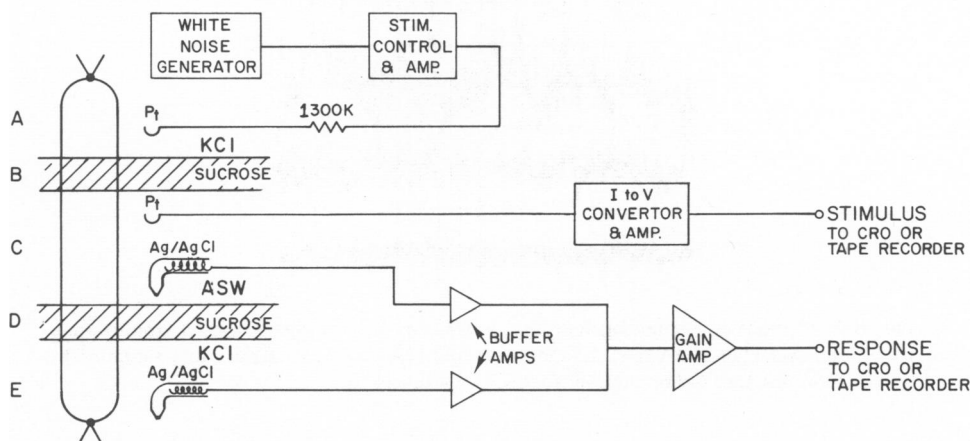 WHITE
NOISE
GENERATOR
STIM.
CONTROL
& AMP.
A
Pt
1300K
KCl
B
SUCROSE
Pt
I to V
CONVERTOR
& AMP.
STIMULUS
TO CRO OR
TAPE RECORDER
C
Ag/AgCl
ASW
D
SUCROSE
KCl
BUFFER
AMPS
GAIN
AMP
RESPONSE
TO CRO OR
TAPE RECORDER
E
Ag/AgCl